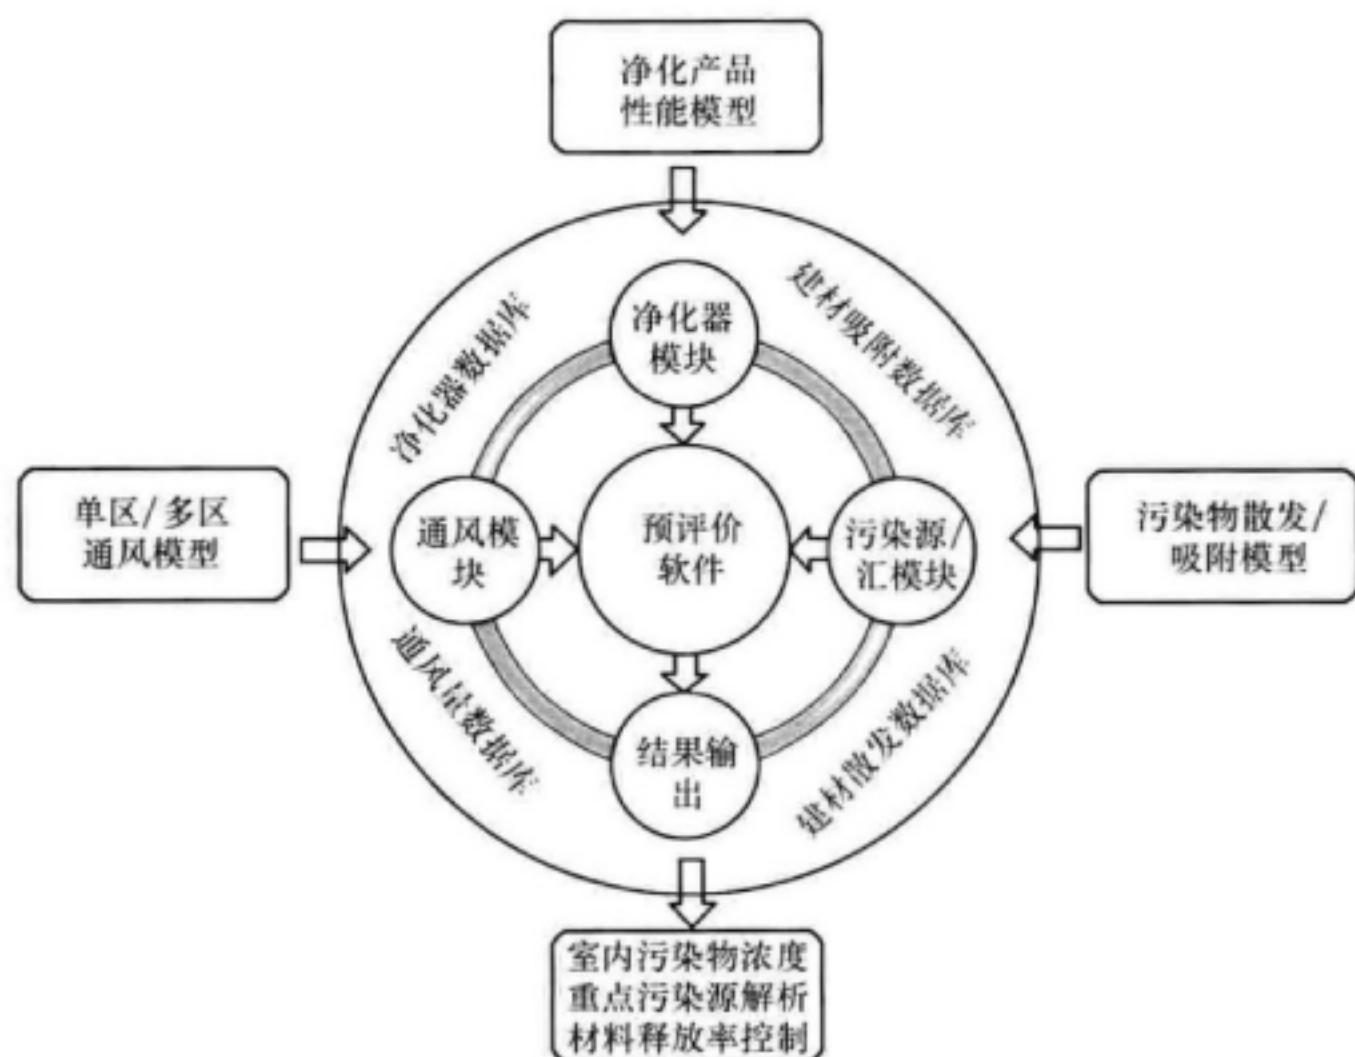 净化产品
性能模型
净化器数据库
建材吸附数据库
净化器
模块
单区/多区
通风模型
通风模
块
预评价
软件
污染源/
汇模块
污染物散发/
吸附模型
通风量数据库
建材散发数据库
结果输
出
室内污染物浓度
重点污染源解析
材料释放率控制